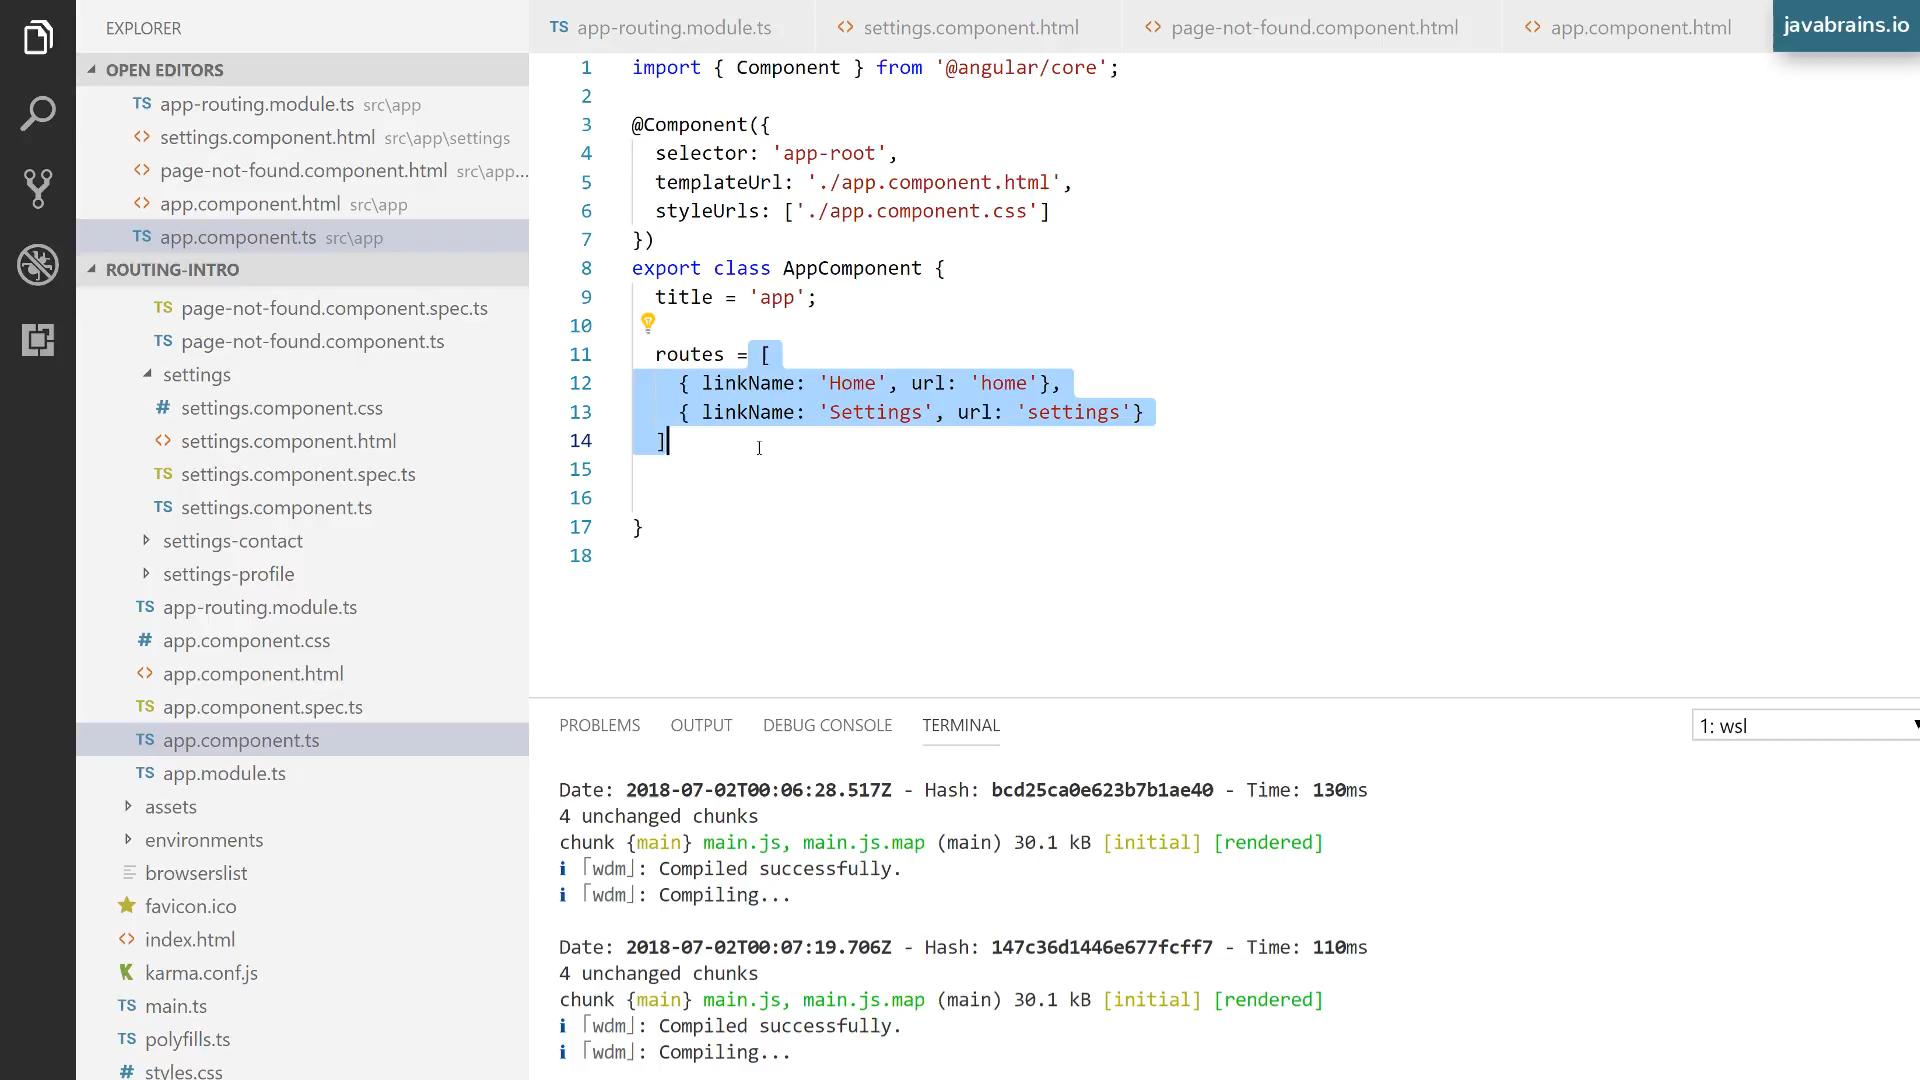 EXPLORER
OPEN EDITORS
TS app-routing.module.ts src\app
<> settings.component.html src\app\settings
<> page-not-found.component.html src\app...
<> app.component.html src\app
TS app.component.ts src\app
ROUTING-INTRO
TS page-not-found.component.spec.ts
TS page-not-found.component.ts
settings
# settings.component.css
<> settings.component.html
TS settings.component.spec.ts
TS settings.component.ts
settings-contact
settings-profile
TS app-routing.module.ts
# app.component.css
<> app.component.html
TS app.component.spec.ts
TS app.component.ts
TS app.module.ts
assets
environments
browserslist
favicon.ico
<> index.html
K karma.conf.js
TS main.ts
TS polyfills.ts
# styles.css
TS app-routing.module.ts <> settings.component.html <> page-not-found.component.html <> app.component.html
javabrains.io
1 import { Component } from '@angular/core';
2
3 @Component({
4 selector: 'app-root',
5 templateUrl: './app.component.html',
6 styleUrls: ['./app.component.css']
7 })
8 export class AppComponent {
9 title = 'app';
10
11 routes = [
12 { linkName: 'Home', url: 'home'},
13 { linkName: 'Settings', url: 'settings'}
14 ]
15
16
17 }
18
PROBLEMS OUTPUT DEBUG CONSOLE TERMINAL 1: wsl
Date: 2018-07-02T00:06:28.517Z - Hash: bcd25ca0e623b7b1ae40 - Time: 130ms
4 unchanged chunks
chunk {main} main.js, main.js.map (main) 30.1 kB [initial] [rendered]
i ｢wdm｣: Compiled successfully.
i ｢wdm｣: Compiling...
Date: 2018-07-02T00:07:19.706Z - Hash: 147c36d1446e677fcff7 - Time: 110ms
4 unchanged chunks
chunk {main} main.js, main.js.map (main) 30.1 kB [initial] [rendered]
i ｢wdm｣: Compiled successfully.
i ｢wdm｣: Compiling...